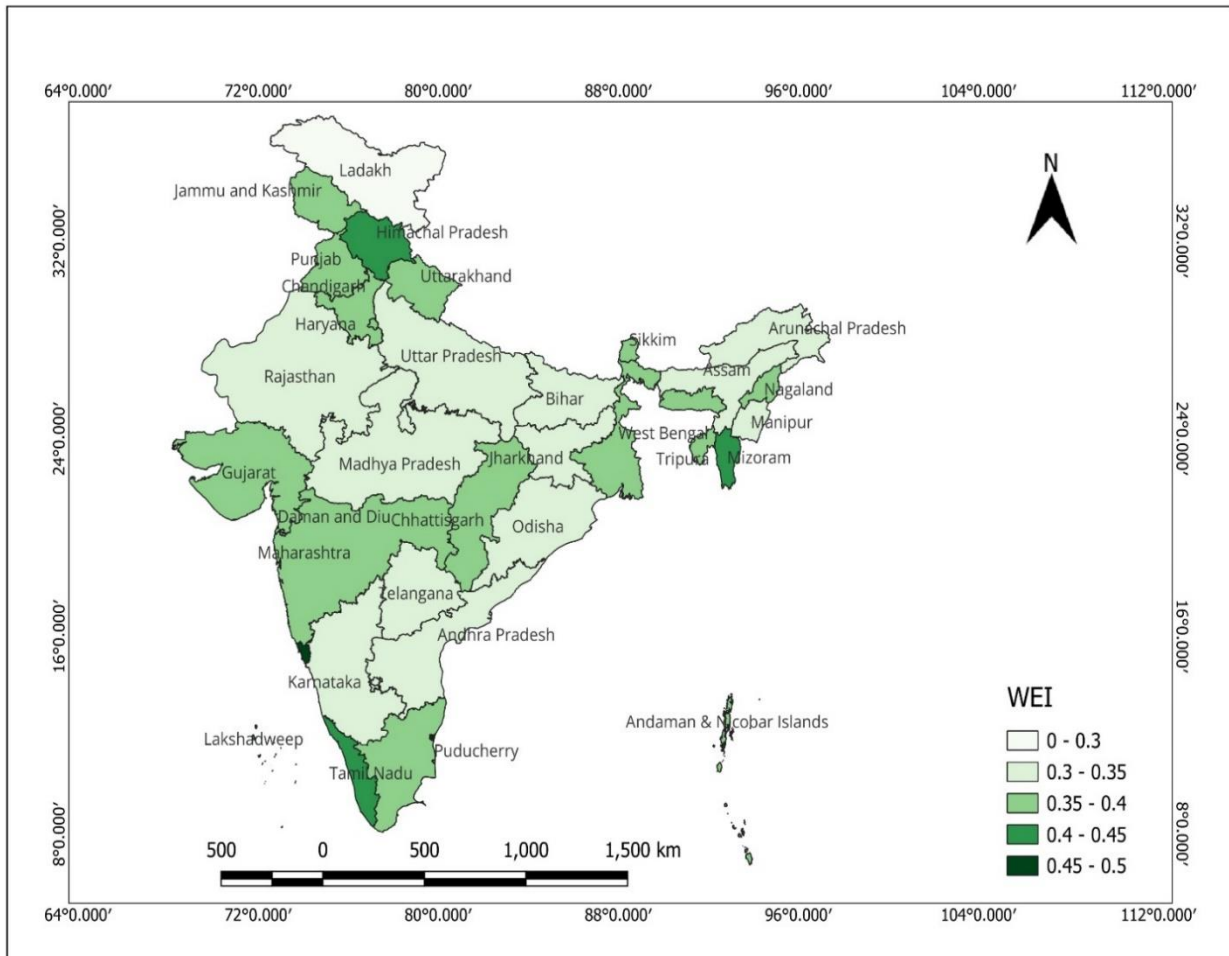 64°0.000′ 72°0.000′ 80°0.000′ 88°0.000′ 96°0.000′ 104°0.000′ 112°0.000′
N
Ladakh
Jammu and Kashmir
32°0.000′
Himachal Pradesh
32°0.000′
Punjab
Uttarakhand
Chandigarh
Haryana
Arunachal Pradesh
Sikkim
Uttar Pradesh
Assam
Rajasthan
Nagaland
Bihar
24°0.000′
Manipur
24°0.000′
West Bengal
Madhya Pradesh
Jharkhand
Tripura
Mizoram
Gujarat
Daman and Diu
Chhattisgarh
Odisha
Maharashtra
Telangana
16°0.000′
Andhra Pradesh
16°0.000′
Karnataka
WEI
Andaman & Nicobar Islands
Lakshadweep
Puducherry
0 - 0.3
Tamil Nadu
0.3 - 0.35
0.35 - 0.4
8°0.000′
8°0.000′
0.4 - 0.45
500 0 500 1,000 1,500 km
0.45 - 0.5
64°0.000′ 72°0.000′ 80°0.000′ 88°0.000′ 96°0.000′ 104°0.000′ 112°0.000′